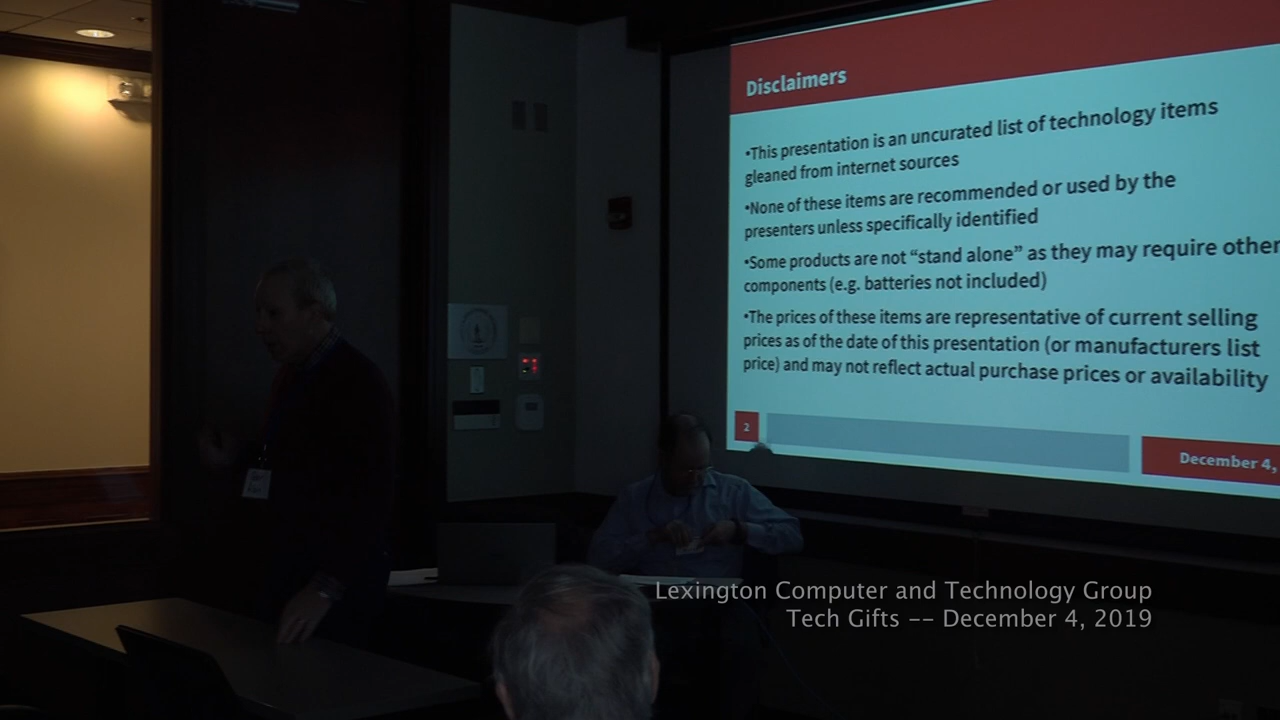 Disclaimers
•This presentation is an uncurated list of technology items
gleaned from internet sources
•None of these items are recommended or used by the
presenters unless specifically identified
•Some products are not “stand alone” as they may require other
components (e.g. batteries not included)
•The prices of these items are representative of current selling
prices as of the date of this presentation (or manufacturers list
price) and may not reflect actual purchase prices or availability
2
December 4,
Lexington Computer and Technology Group
Tech Gifts -- December 4, 2019